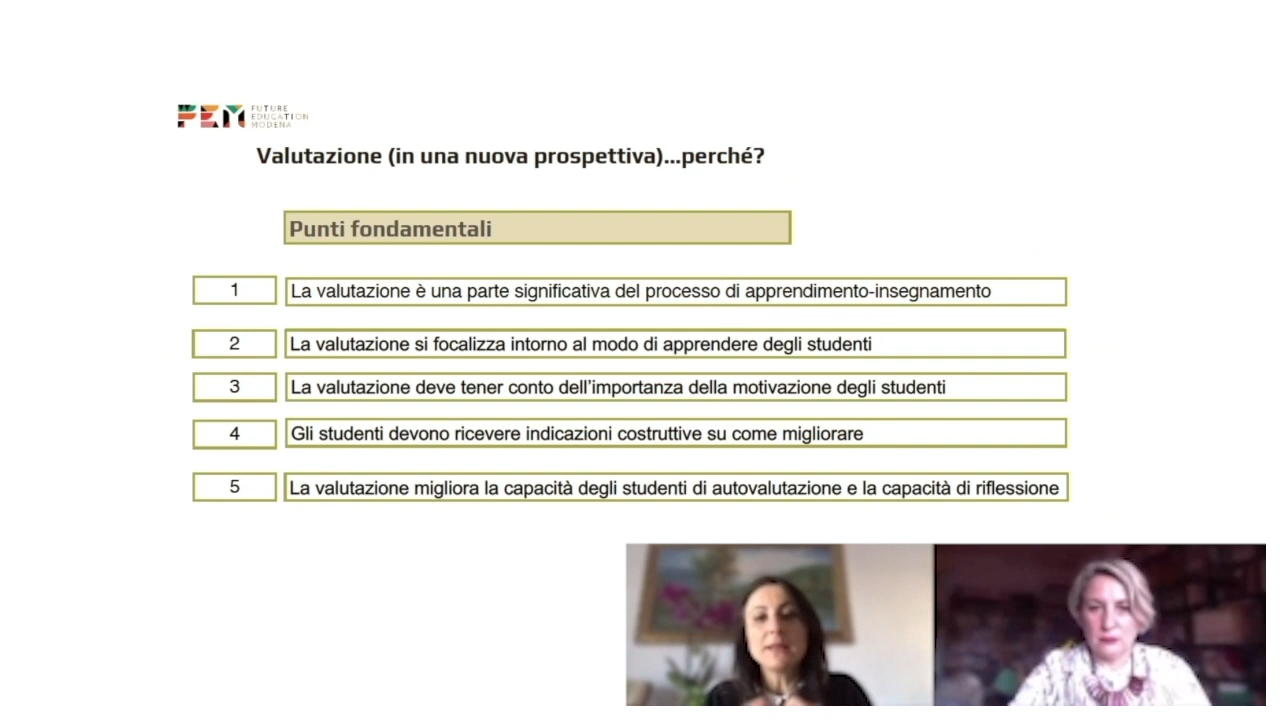 FEM
FUTURE
EDUCATION
MODENA
Valutazione (in una nuova prospettiva)...perché?
Punti fondamentali
1 La valutazione è una parte significativa del processo di apprendimento-insegnamento
2 La valutazione si focalizza intorno al modo di apprendere degli studenti
3 La valutazione deve tener conto dell’importanza della motivazione degli studenti
4 Gli studenti devono ricevere indicazioni costruttive su come migliorare
5 La valutazione migliora la capacità degli studenti di autovalutazione e la capacità di riflessione